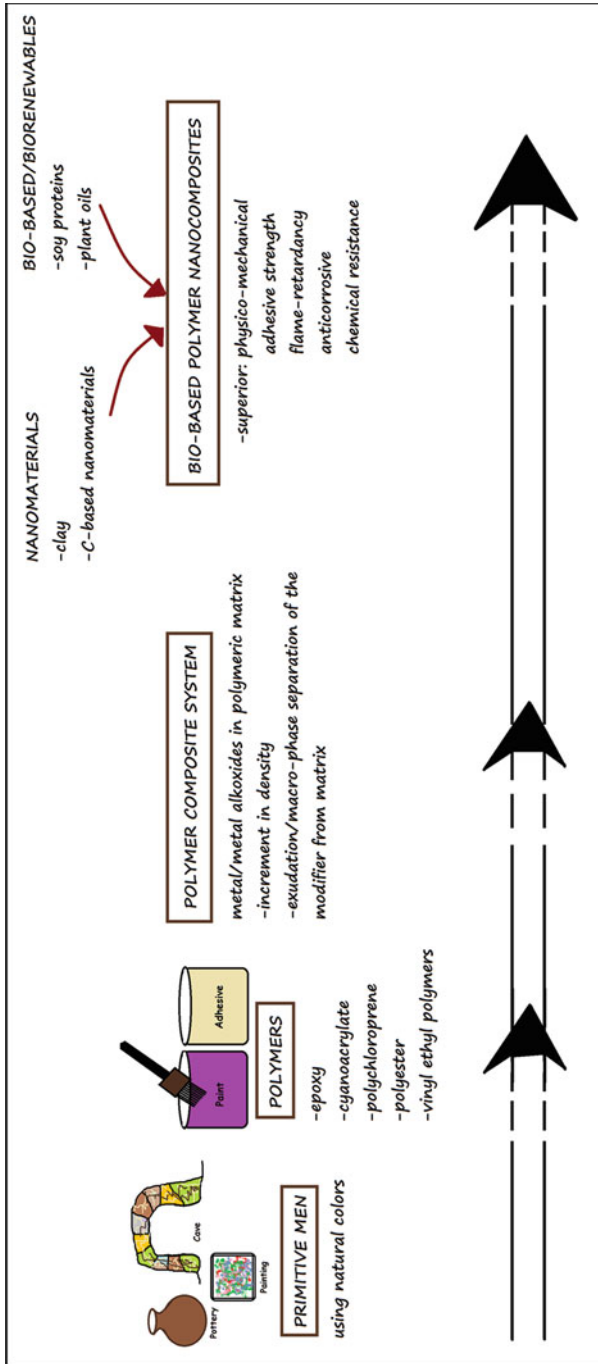 Pottery
Cave
Painting
PRIMITIVE MEN
using natural colors
Paint
Adhesive
POLYMERS
-epoxy
-cyanoacrylate
-polychloroprene
-polyester
-vinyl ethyl polymers
POLYMER COMPOSITE SYSTEM
metal/metal alkoxides in polymeric matrix
-increment in density
-exudation/macro-phase separation of the
modifier from matrix
NANOMATERIALS
-clay
-C-based nanomaterials
BIO-BASED/BIORENEWABLES
-soy proteins
-plant oils
BIO-BASED POLYMER NANOCOMPOSITES
-superior: physico-mechanical
adhesive strength
flame-retardancy
anticorrosive
chemical resistance